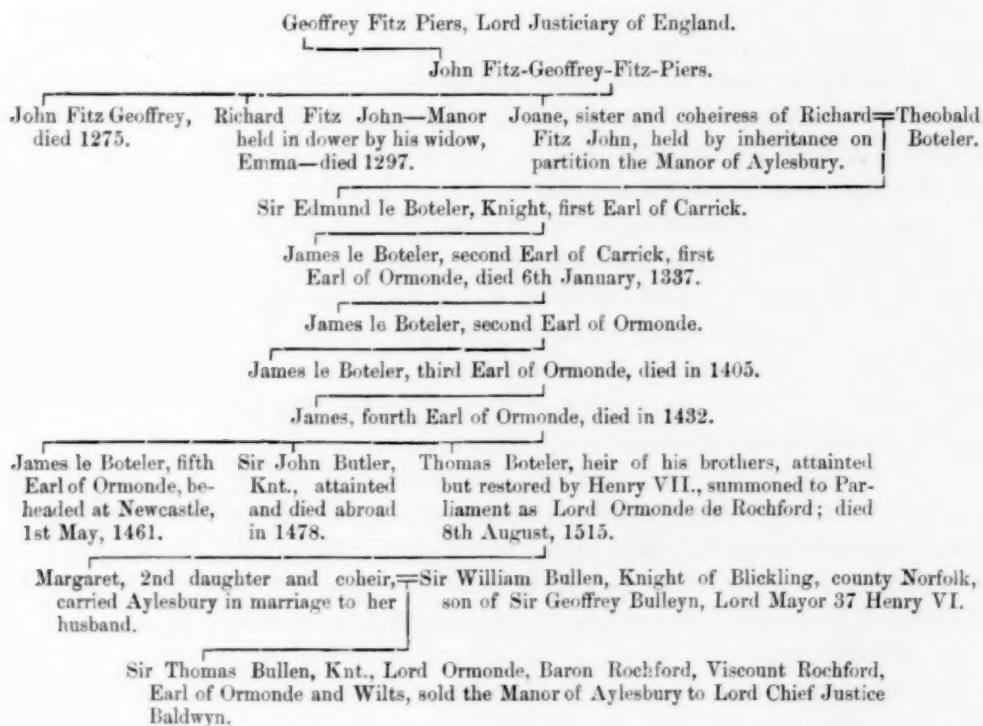 Geoffrey Fitz Piers, Lord Justiciary of England.
John Fitz-Geoffrey-Fitz-Piers.
John Fitz Geoffrey,
died 1275.
Richard Fitz John—Manor
held in dower by his widow,
Emma—died 1297.
Joane, sister and coheiress of Richard
Fitz John, held by inheritance on
partition the Manor of Aylesbury.
Theobald
Boteler.
Sir Edmund le Boteler, Knight, first Earl of Carrick.
James le Boteler, second Earl of Carrick, first
Earl of Ormonde, died 6th January, 1337.
James le Boteler, second Earl of Ormonde.
James le Boteler, third Earl of Ormonde, died in 1405.
James, fourth Earl of Ormonde, died in 1432.
James le Boteler, fifth
Earl of Ormonde, be-
headed at Newcastle,
1st May, 1461.
Sir John Butler,
Knt., attainted
and died abroad
in 1478.
Thomas Boteler, heir of his brothers, attainted
but restored by Henry VII., summoned to Par-
liament as Lord Ormonde de Rochford; died
8th August, 1515.
Margaret, 2nd daughter and coheir,
carried Aylesbury in marriage to her
husband.
Sir William Bullen, Knight of Blickling, county Norfolk,
son of Sir Geoffrey Bulleyn, Lord Mayor 37 Henry VI.
Sir Thomas Bullen, Knt., Lord Ormonde, Baron Rochford, Viscount Rochford,
Earl of Ormonde and Wilts, sold the Manor of Aylesbury to Lord Chief Justice
Baldwyn.